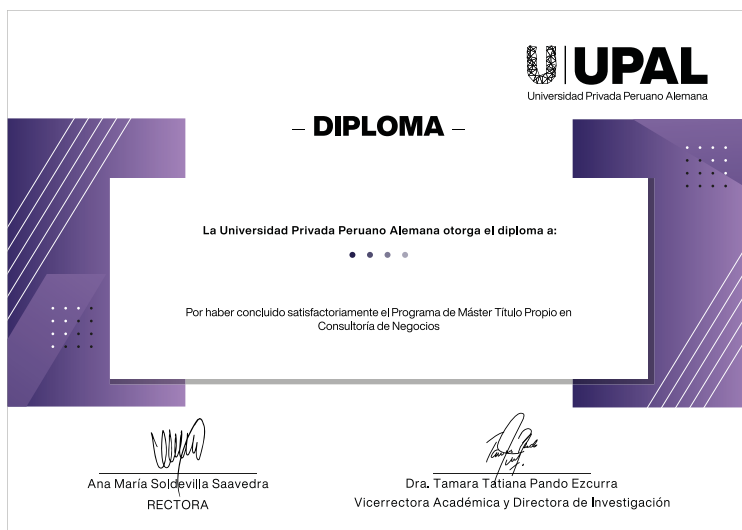 UPAL
Universidad Privada Peruano Alemana
– DIPLOMA –
La Universidad Privada Peruano Alemana otorga el diploma a:
Por haber concluido satisfactoriamente el Programa de Máster Título Propio en
Consultoría de Negocios
Ana María Soldevilla Saavedra
RECTORA
Dra. Tamara Tatiana Pando Ezcurra
Vicerrectora Académica y Directora de Investigación